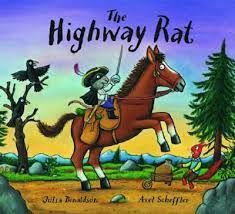 The
Highway Rat
Julia Donaldson
Axel Scheffler